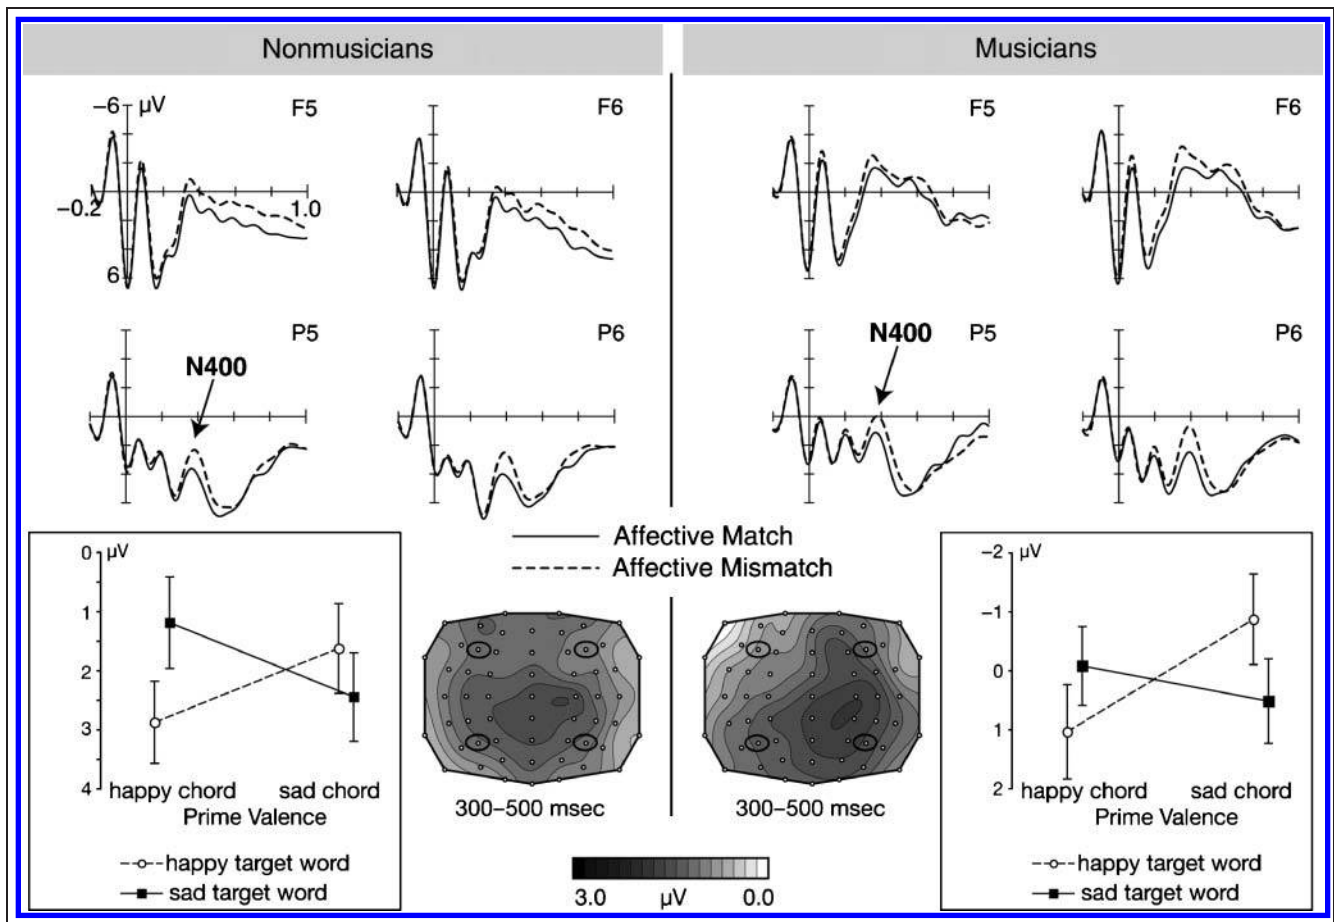 Nonmusicians
Musicians
−6 µV F5
F6
F5
F6
−0.2 1.0
6
P5
P6
P5
P6
N400
N400
Affective Match
Affective Mismatch
µV
0
1
2
3
4
happy chord sad chord
Prime Valence
happy target word
sad target word
300–500 msec
300–500 msec
3.0 µV 0.0
µV
-2
-1
0
1
2
happy chord sad chord
Prime Valence
happy target word
sad target word